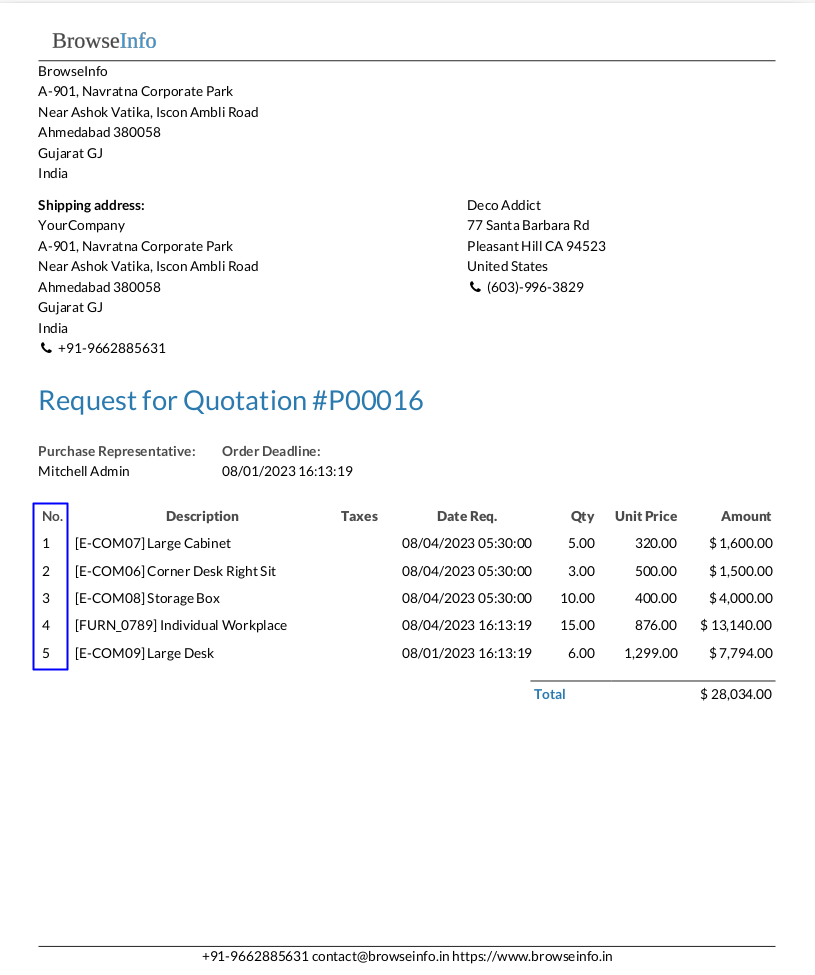 BrowseInfo
BrowseInfo
A-901, Navratna Corporate Park
Near Ashok Vatika, Iscon Ambli Road
Ahmedabad 380058
Gujarat GJ
India
Shipping address:
YourCompany
A-901, Navratna Corporate Park
Near Ashok Vatika, Iscon Ambli Road
Ahmedabad 380058
Gujarat GJ
India
+91-9662885631
Deco Addict
77 Santa Barbara Rd
Pleasant Hill CA 94523
United States
(603)-996-3829
Request for Quotation #P00016
Purchase Representative: Order Deadline:
Mitchell Admin 08/01/2023 16:13:19
No. Description Taxes Date Req. Qty Unit Price Amount
1 [E-COM07] Large Cabinet 08/04/2023 05:30:00 5.00 320.00 $ 1,600.00
2 [E-COM06] Corner Desk Right Sit 08/04/2023 05:30:00 3.00 500.00 $ 1,500.00
3 [E-COM08] Storage Box 08/04/2023 05:30:00 10.00 400.00 $ 4,000.00
4 [FURN_0789] Individual Workplace 08/04/2023 16:13:19 15.00 876.00 $ 13,140.00
5 [E-COM09] Large Desk 08/01/2023 16:13:19 6.00 1,299.00 $ 7,794.00
Total $ 28,034.00
+91-9662885631 contact@browseinfo.in https://www.browseinfo.in